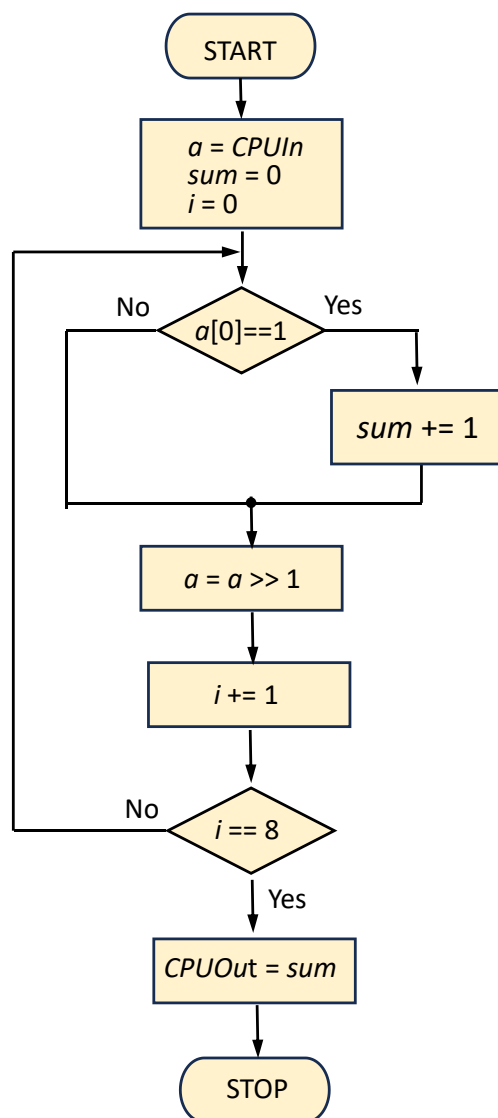 START
a = CPUIn
sum = 0
i = 0
No
Yes
a[0]==1
sum += 1
a = a >> 1
i += 1
No
i == 8
Yes
CPUOut = sum
STOP